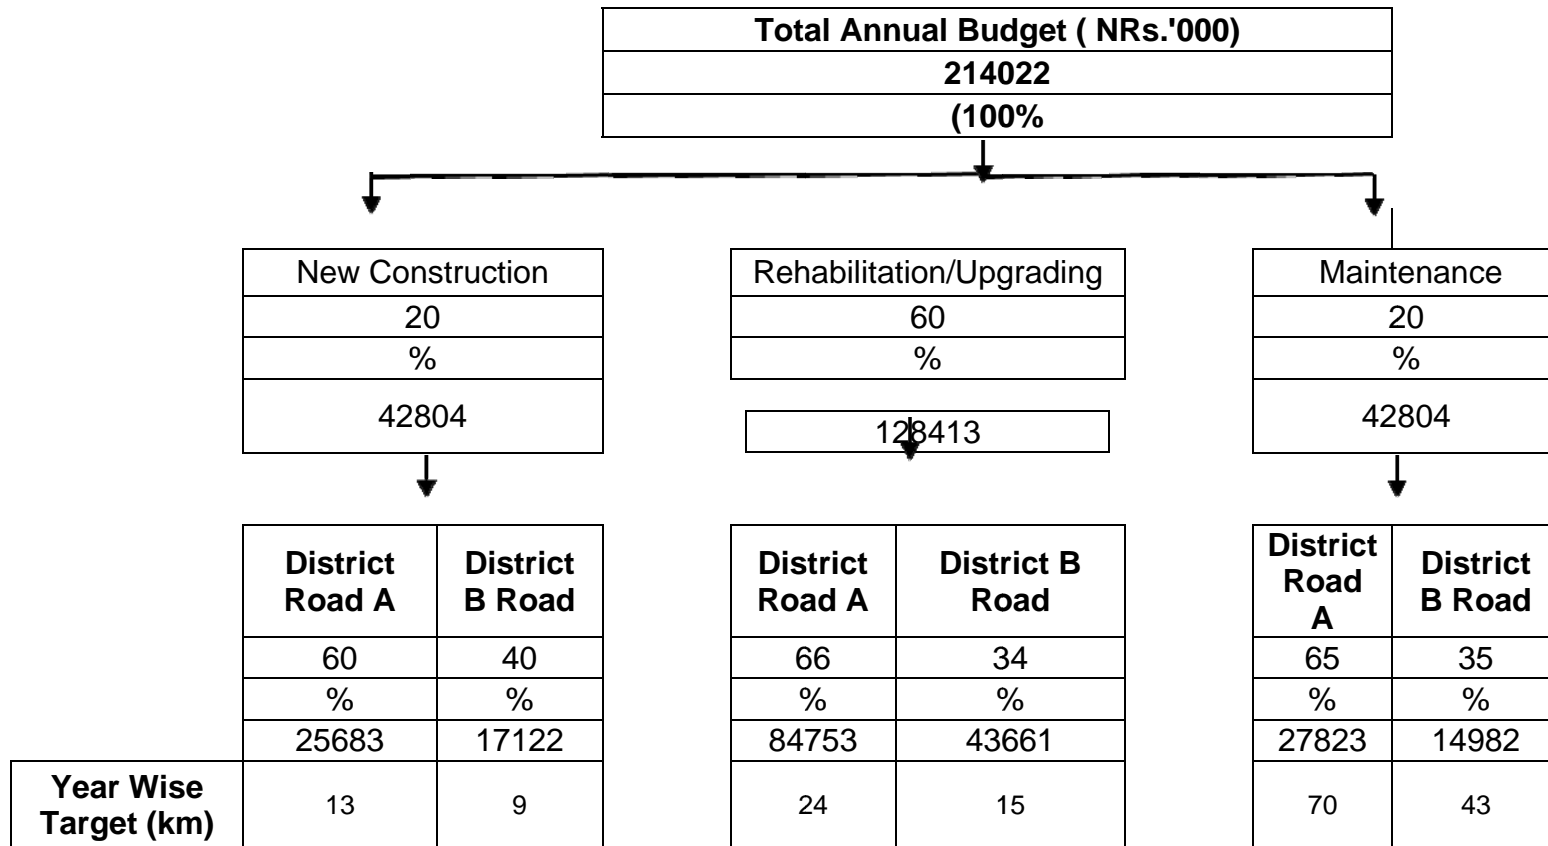 Total Annual Budget ( NRs.'000)
214022
(100%
New Construction
Rehabilitation/Upgrading
Maintenance
20
60
20
%
%
%
42804
128413
42804
District Road A
District B Road
District Road A
District B Road
District Road A
District B Road
60
40
66
34
65
35
%
%
%
%
%
%
25683
17122
84753
43661
27823
14982
Year Wise
Target (km)
13
9
24
15
70
43